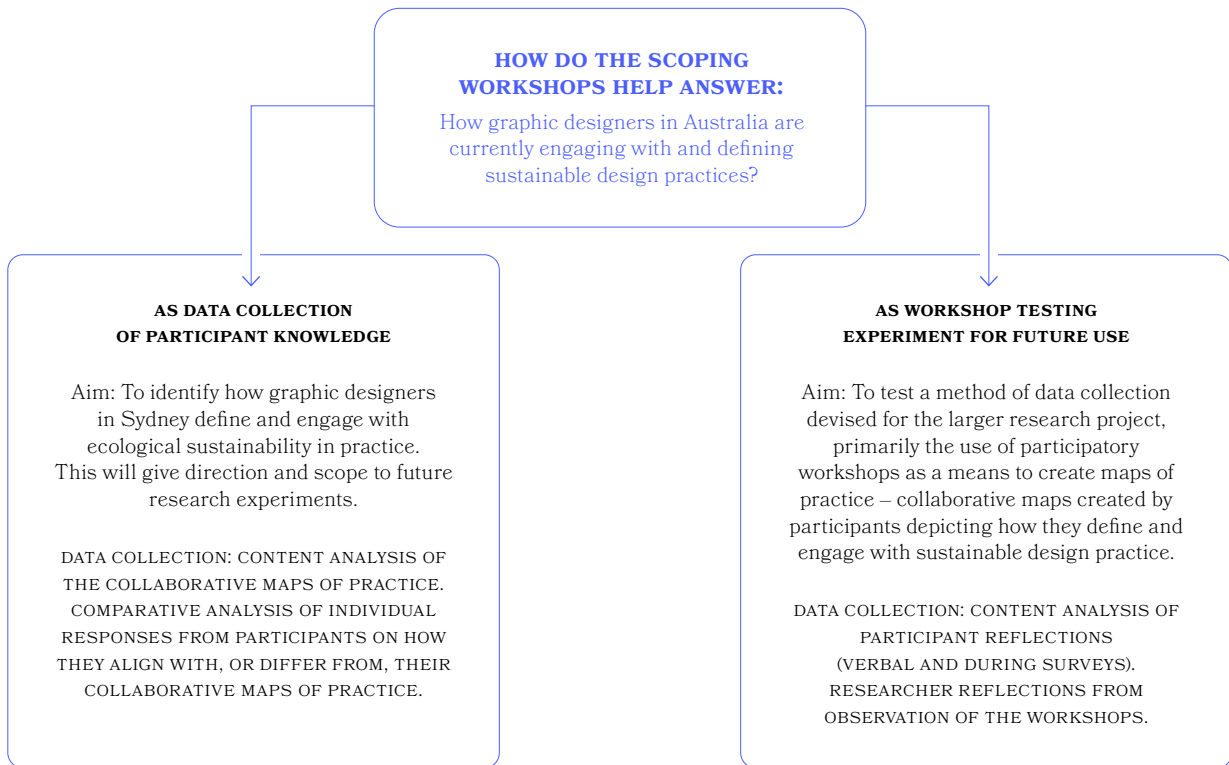 HOW DO THE SCOPING
WORKSHOPS HELP ANSWER:
How graphic designers in Australia are
currently engaging with and defining
sustainable design practices?
AS DATA COLLECTION
OF PARTICIPANT KNOWLEDGE
Aim: To identify how graphic designers
in Sydney define and engage with
ecological sustainability in practice.
This will give direction and scope to future
research experiments.
DATA COLLECTION: CONTENT ANALYSIS OF
THE COLLABORATIVE MAPS OF PRACTICE.
COMPARATIVE ANALYSIS OF INDIVIDUAL
RESPONSES FROM PARTICIPANTS ON HOW
THEY ALIGN WITH, OR DIFFER FROM, THEIR
COLLABORATIVE MAPS OF PRACTICE.
AS WORKSHOP TESTING
EXPERIMENT FOR FUTURE USE
Aim: To test a method of data collection
devised for the larger research project,
primarily the use of participatory
workshops as a means to create maps of
practice – collaborative maps created by
participants depicting how they define and
engage with sustainable design practice.
DATA COLLECTION: CONTENT ANALYSIS OF
PARTICIPANT REFLECTIONS
(VERBAL AND DURING SURVEYS).
RESEARCHER REFLECTIONS FROM
OBSERVATION OF THE WORKSHOPS.